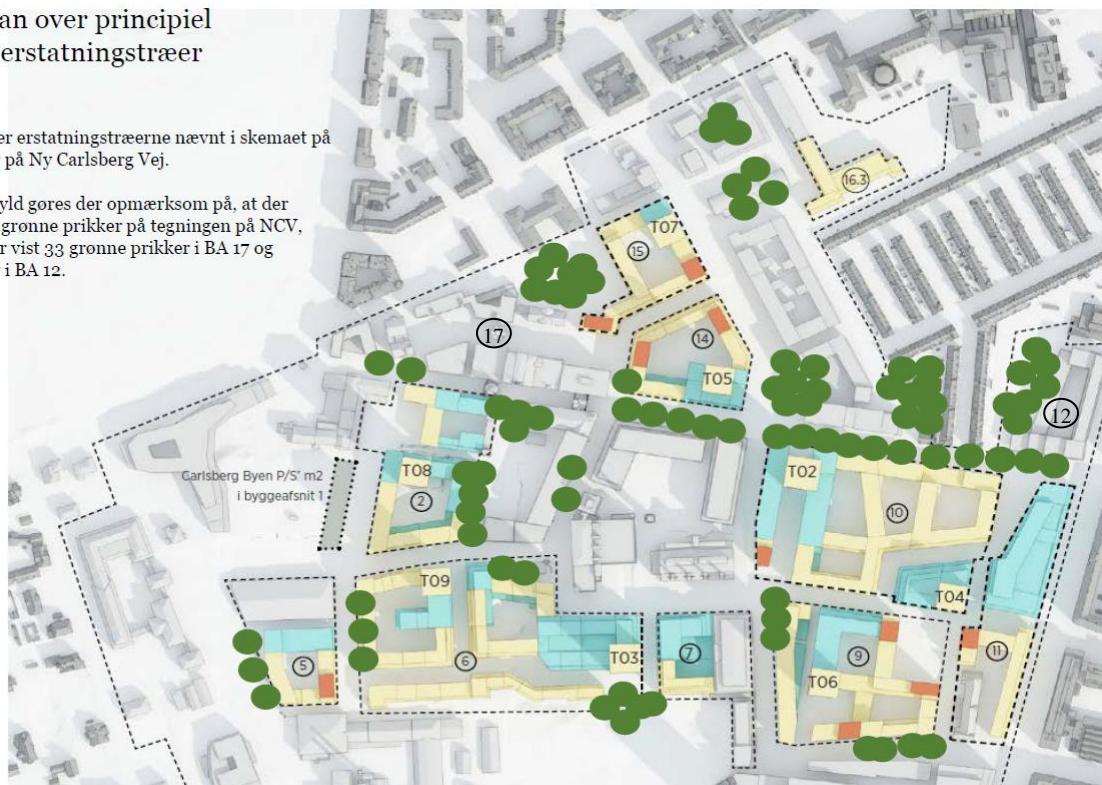 an over principiel
erstatningstræer
er erstatningstræerne nævnt i skemaet på
på Ny Carlsberg Vej.
yld gøres der opmærksom på, at der
grønne prikker på tegningen på NCV,
r vist 33 grønne prikker i BA 17 og
i BA 12.
16.3
T07
15
17
14
T05
12
Carlsberg Byen P/S' m2
i byggeafsnit 1
T08
2
T02
10
T09
T04
5
6
T03
7
9
11
T06